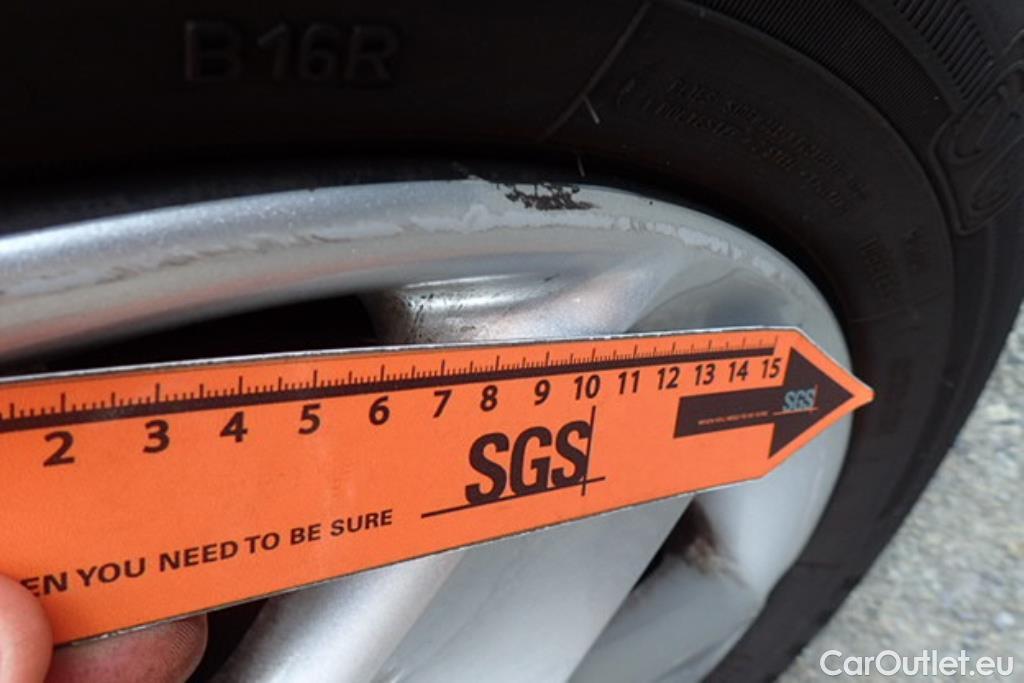 B 16R
2 3 4 5 6 7 8 9 10 11 12 13 14 15
SGS
SGS
EN YOU NEED TO BE SURE
CarOutlet.eu